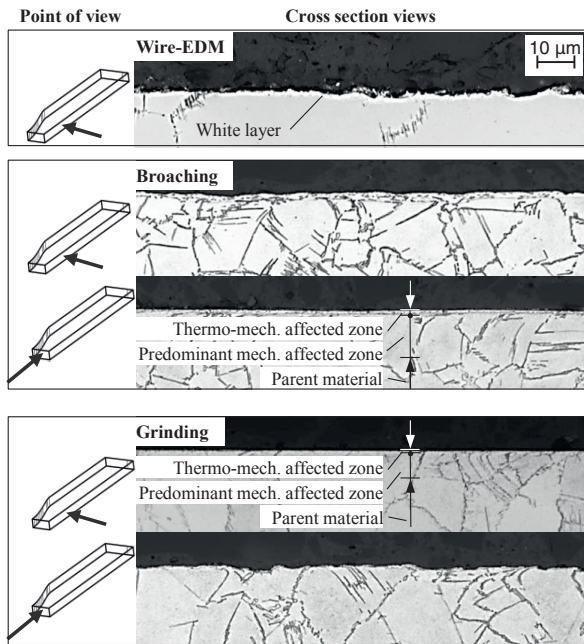 Point of view Cross section views
Wire-EDM
10 µm
White layer
Broaching
Thermo-mech. affected zone
Predominant mech. affected zone
Parent material
Grinding
Thermo-mech. affected zone
Predominant mech. affected zone
Parent material